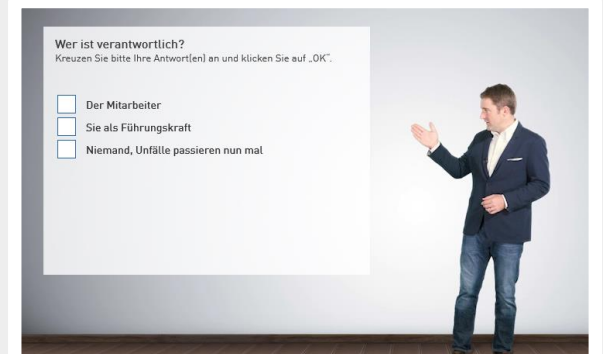 Wer ist verantwortlich?
Kreuzen Sie bitte Ihre Antwort(en) an und klicken Sie auf „OK“.
Der Mitarbeiter
Sie als Führungskraft
Niemand, Unfälle passieren nun mal